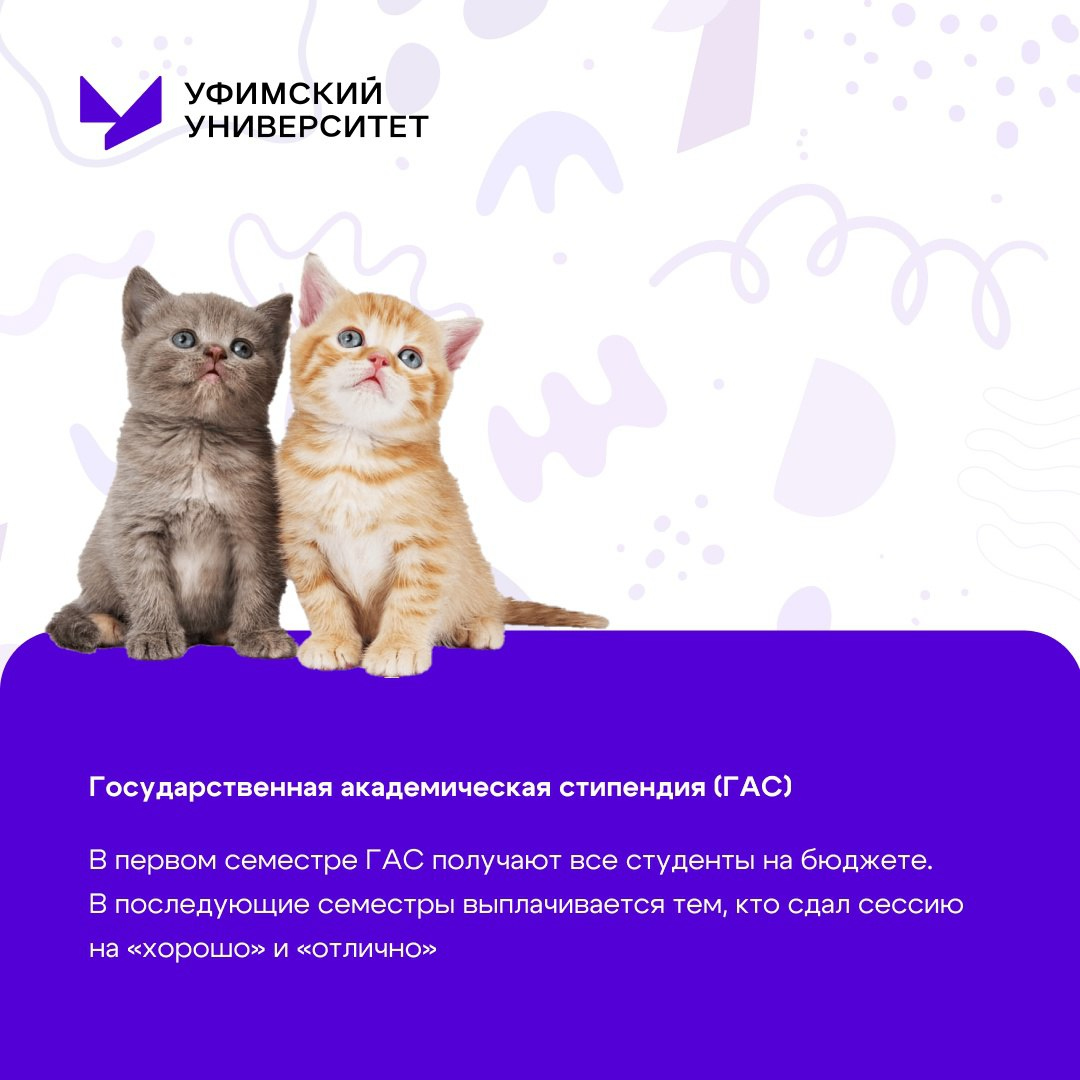 УФИМСКИЙ
УНИВЕРСИТЕТ
Государственная академическая стипендия (ГАС)
В первом семестре ГАС получают все студенты на бюджете.
В последующие семестры выплачивается тем, кто сдал сессию
на «хорошо» и «отлично»